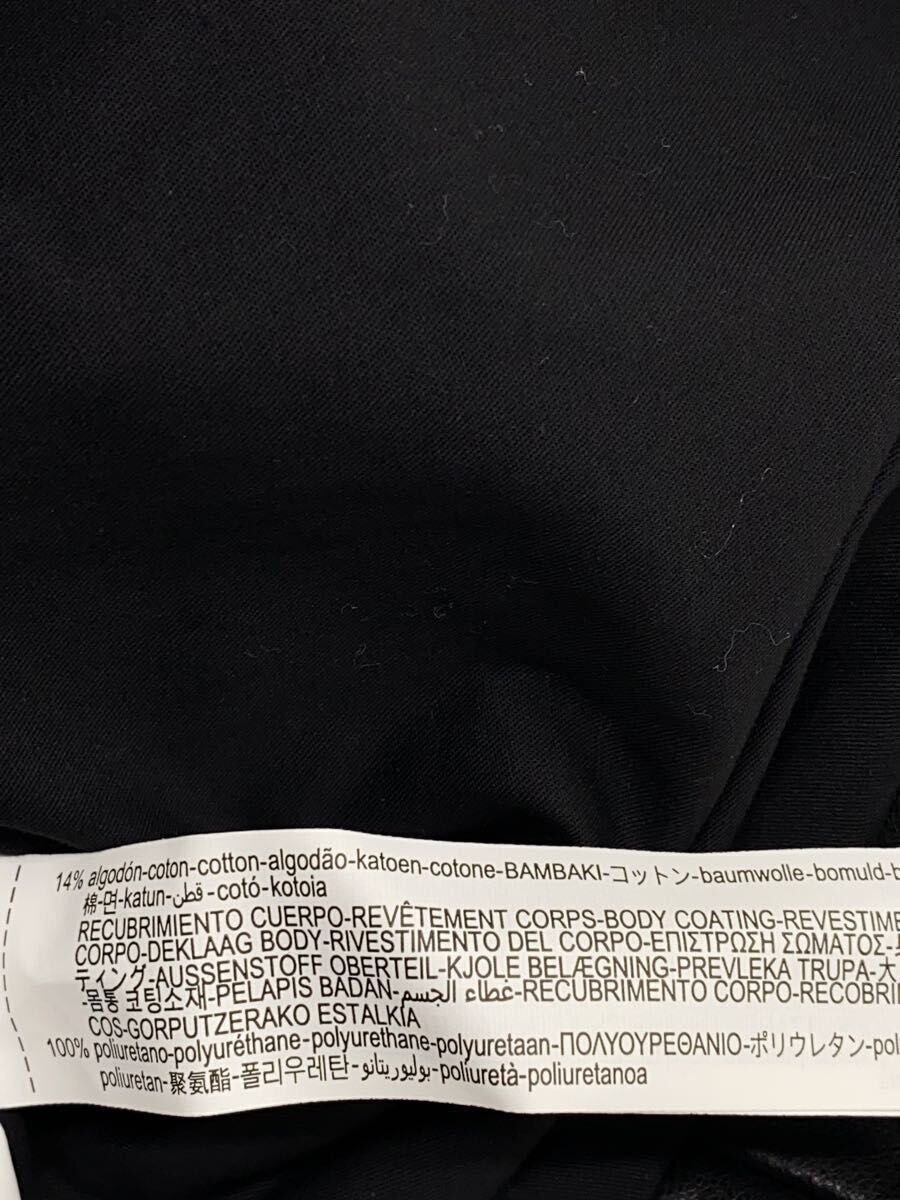 14% algodón-coton-cotton-algodão-katoen-cotone-BAMBAKI-コットン-baumwolle-bomuld-b
棉-면-katun-قطن-cotó-kotoia
RECUBRIMIENTO CUERPO-REVÊTEMENT CORPS-BODY COATING-REVESTIME
CORPO-DEKLAAG BODY-RIVESTIMENTO DEL CORPO-ΕΠΙΣΤΡΩΣΗ ΣΩΜΑΤΟΣ-
ティング-AUSSENSTOFF OBERTEIL-KJOLE BELÆGNING-PREVLEKA TRUPA-大
-몸통 코팅소재-PELAPIS BADAN-غطاء الجسم-RECUBRIMENTO CORPO-RECOBRI
COS-GORPUTZERAKO ESTALKIA
100% poliuretano-polyuréthane-polyurethane-polyuretaan-ΠΟΛΥΟΥΡΕΘΑΝΙΟ-ポリウレタン-pol
poliuretan-聚氨酯-폴리우레탄-بوليوريتانو-poliuretà-poliuretanoa